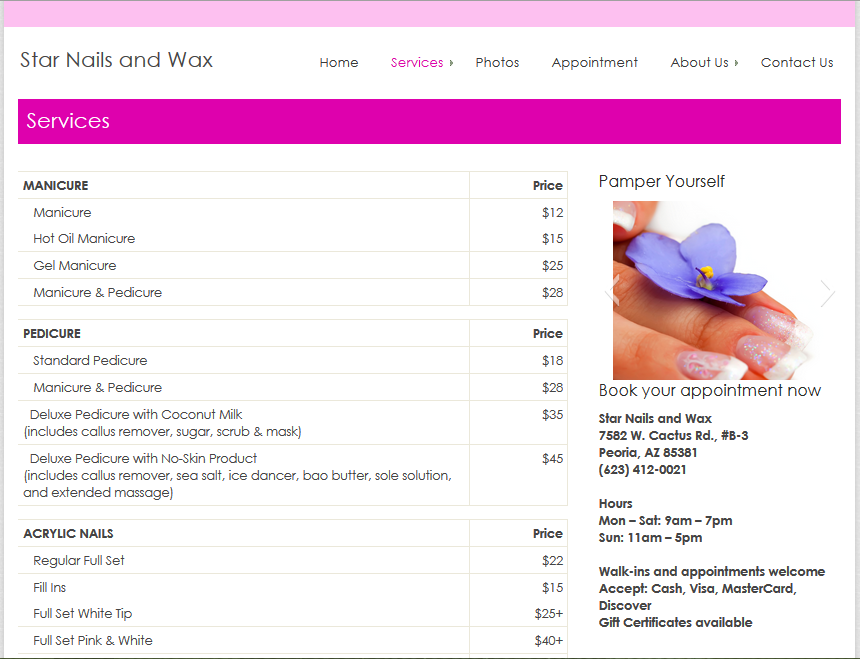 Star Nails and Wax
Home Services Photos Appointment About Us Contact Us
Services
MANICURE Price
Manicure $12
Hot Oil Manicure $15
Gel Manicure $25
Manicure & Pedicure $28
PEDICURE Price
Standard Pedicure $18
Manicure & Pedicure $28
Deluxe Pedicure with Coconut Milk $35
(includes callus remover, sugar, scrub & mask)
Deluxe Pedicure with No-Skin Product $45
(includes callus remover, sea salt, ice dancer, bao butter, sole solution,
and extended massage)
ACRYLIC NAILS Price
Regular Full Set $22
Fill Ins $15
Full Set White Tip $25+
Full Set Pink & White $40+
Pamper Yourself
Book your appointment now
Star Nails and Wax
7582 W. Cactus Rd., #B-3
Peoria, AZ 85381
(623) 412-0021
Hours
Mon – Sat: 9am – 7pm
Sun: 11am – 5pm
Walk-ins and appointments welcome
Accept: Cash, Visa, MasterCard,
Discover
Gift Certificates available